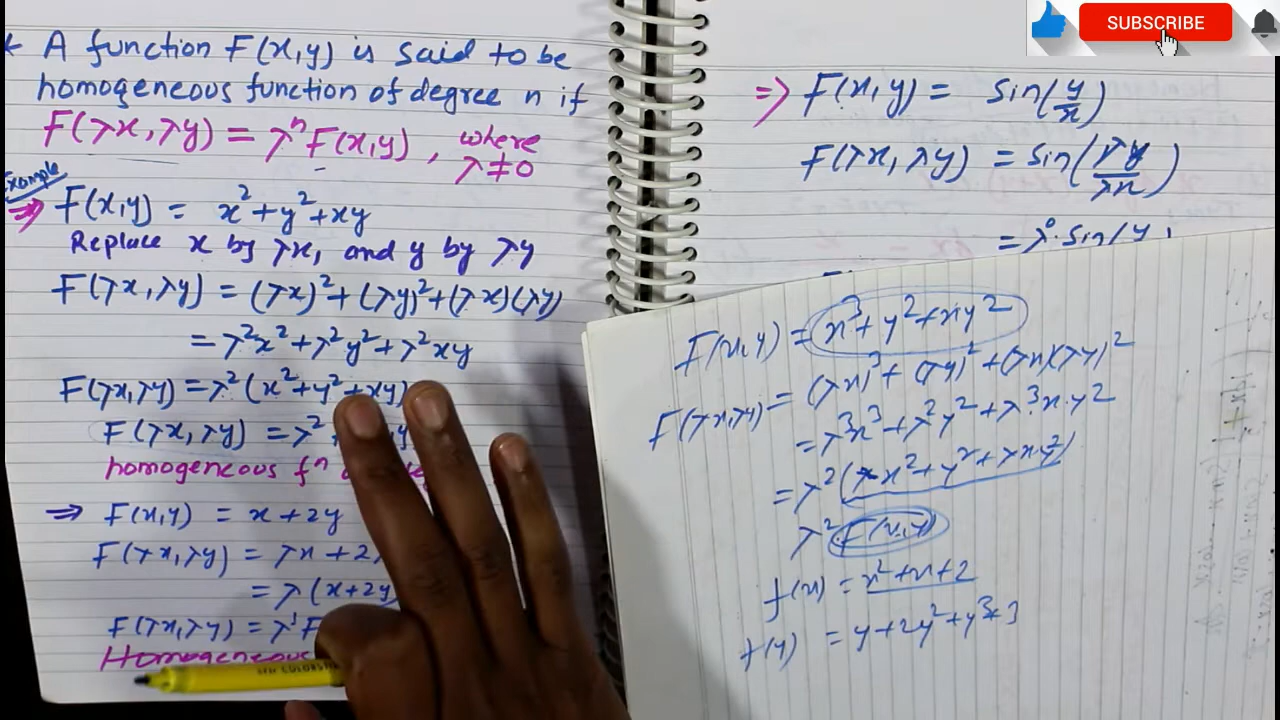 * A function F(x,y) is said to be
homogeneous function of degree n if
F(λx, λy) = λⁿ F(x,y), where
λ ≠ 0
Example
⇒ F(x,y) = x² + y² + xy
Replace x by λx, and y by λy
F(λx, λy) = (λx)² + (λy)² + (λx)(λy)
= λ²x² + λ²y² + λ²xy
F(λx, λy) = λ² (x² + y² + xy)
F(λx, λy) = λ²
homogeneous fⁿ
⇒ F(x,y) = x + 2y
F(λx, λy) = λx + 2
= λ (x + 2y
F(λx, λy) = λ¹ F
Homogeneous
SUBSCRIBE
⇒ F(x,y) = sin(y/x)
F(λx, λy) = sin(λy/λx)
= λ⁰ · sin(y
F(x,y) = x³ + y² + xy²
F(λx, λy) = (λx)³ + (λy)² + (λx)(λy)²
= λ³x³ + λ²y² + λ³x·y²
= λ² (λ x² + y² + λxy²)
λ² F(x,y)
f(x) = x² + x + 2
f(y) = y + 2y² + y³ + 3